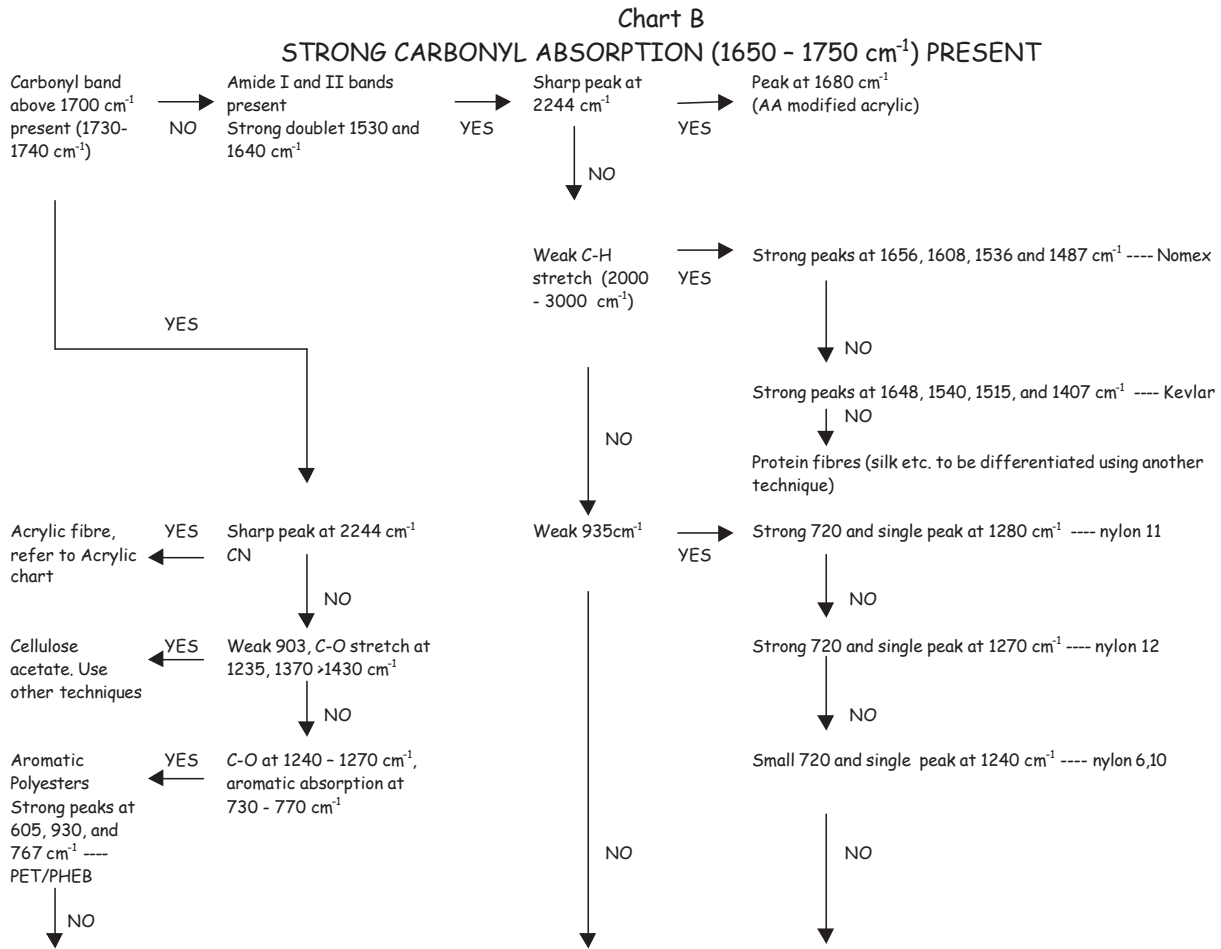 Chart B
STRONG CARBONYL ABSORPTION (1650 – 1750 cm⁻¹) PRESENT
Carbonyl band
above 1700 cm⁻¹
present (1730-
1740 cm⁻¹)
NO
Amide I and II bands
present
Strong doublet 1530 and
1640 cm⁻¹
YES
Sharp peak at
2244 cm⁻¹
YES
Peak at 1680 cm⁻¹
(AA modified acrylic)
NO
Weak C-H
stretch (2000
- 3000 cm⁻¹)
YES
Strong peaks at 1656, 1608, 1536 and 1487 cm⁻¹ ---- Nomex
YES
NO
Strong peaks at 1648, 1540, 1515, and 1407 cm⁻¹ ---- Kevlar
NO
NO
Protein fibres (silk etc. to be differentiated using another
technique)
Acrylic fibre,
refer to Acrylic
chart
YES
Sharp peak at 2244 cm⁻¹
CN
Weak 935cm⁻¹
YES
Strong 720 and single peak at 1280 cm⁻¹ ---- nylon 11
NO
NO
Cellulose
acetate. Use
other techniques
YES
Weak 903, C-O stretch at
1235, 1370 >1430 cm⁻¹
Strong 720 and single peak at 1270 cm⁻¹ ---- nylon 12
NO
NO
Aromatic
Polyesters
Strong peaks at
605, 930, and
767 cm⁻¹ ----
PET/PHEB
YES
C-O at 1240 – 1270 cm⁻¹,
aromatic absorption at
730 - 770 cm⁻¹
Small 720 and single peak at 1240 cm⁻¹ ---- nylon 6,10
NO
NO
NO